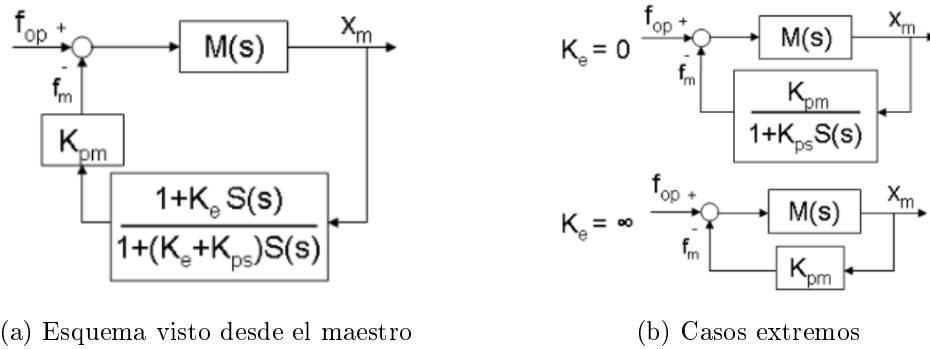 f_op +
M(s)
X_m
-
f_m
K_pm
1+K_e S(s)
1+(K_e+K_ps)S(s)
(a) Esquema visto desde el maestro
K_e = 0
f_op +
M(s)
X_m
-
f_m
K_pm
1+K_ps S(s)
K_e = ∞
f_op +
M(s)
X_m
-
f_m
K_pm
(b) Casos extremos